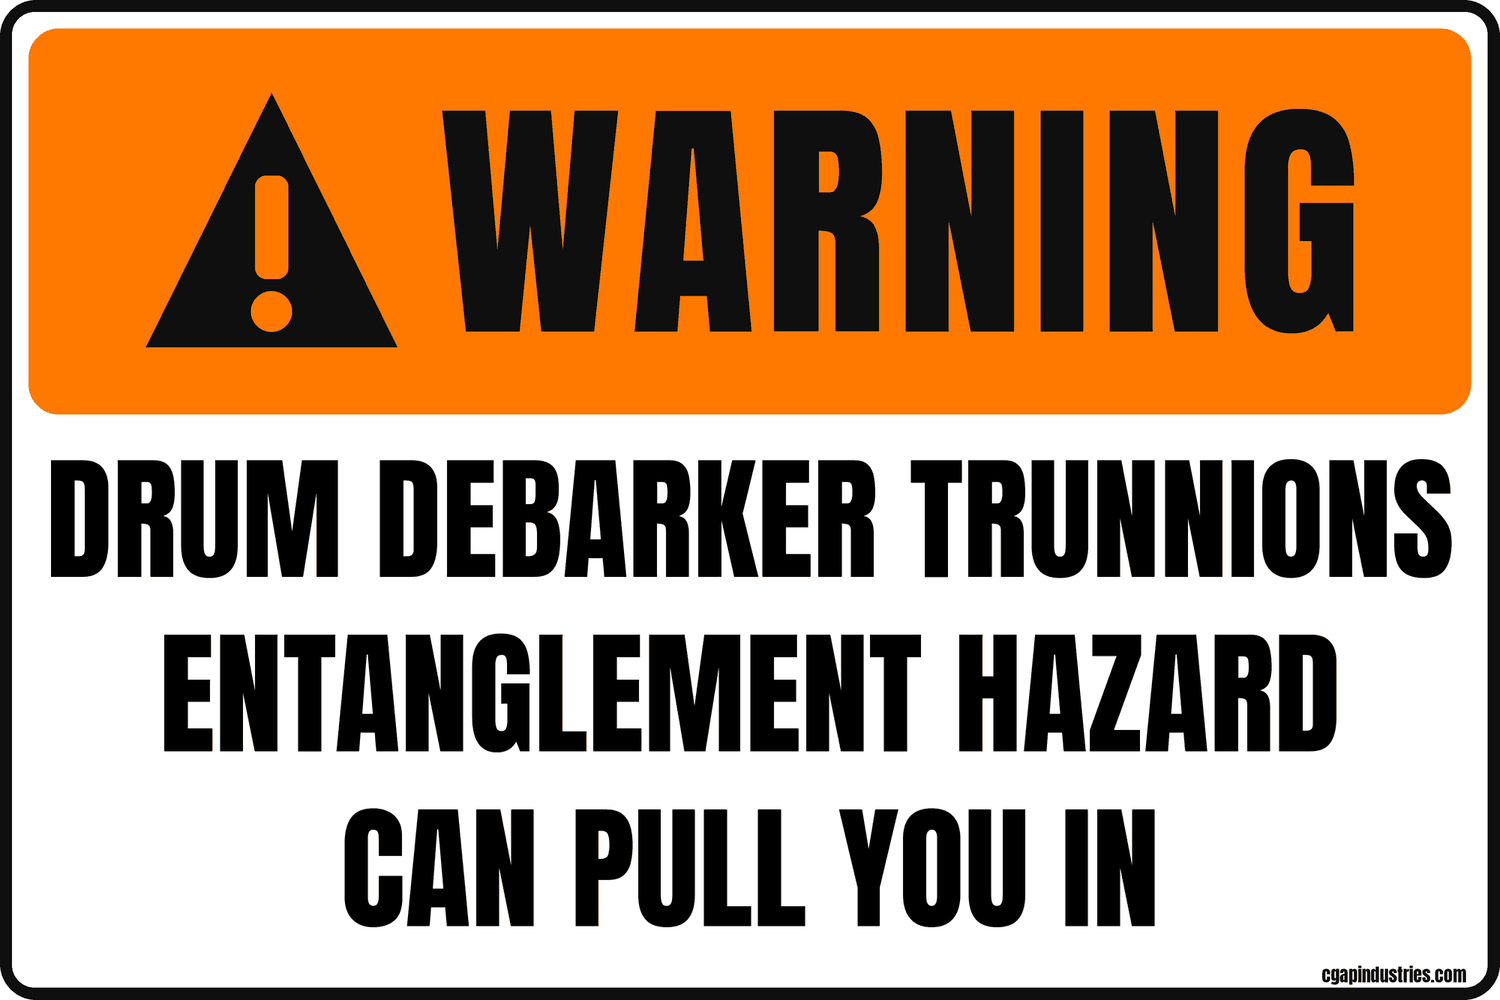 WARNING
DRUM DEBARKER TRUNNIONS
ENTANGLEMENT HAZARD
CAN PULL YOU IN
cgapindustries.com